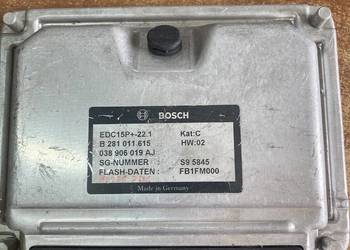 BOSCH
EDC15P+-22.1 Kat:C
B 281 011.615 HW:02
038 906 019 AJ
SG-NUMMER : S9 5845
FLASH-DATEN : FB1FM000
Made in Germany